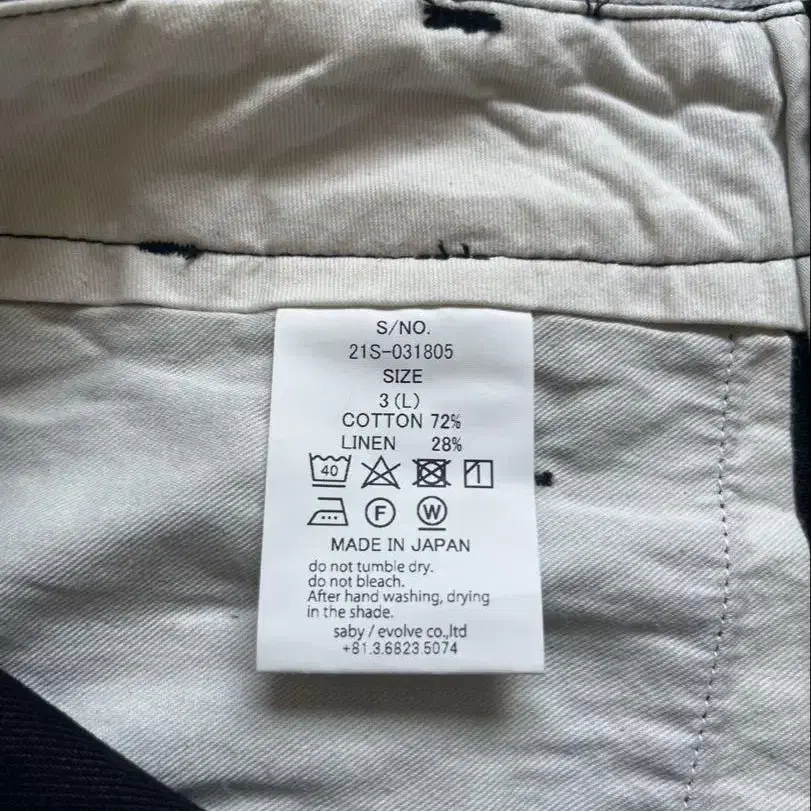 S/NO.
21S-031805
SIZE
3(L)
COTTON 72%
LINEN 28%
40
F
W
MADE IN JAPAN
do not tumble dry.
do not bleach.
After hand washing, drying
in the shade.
saby / evolve co.,ltd
+81.3.6823.5074